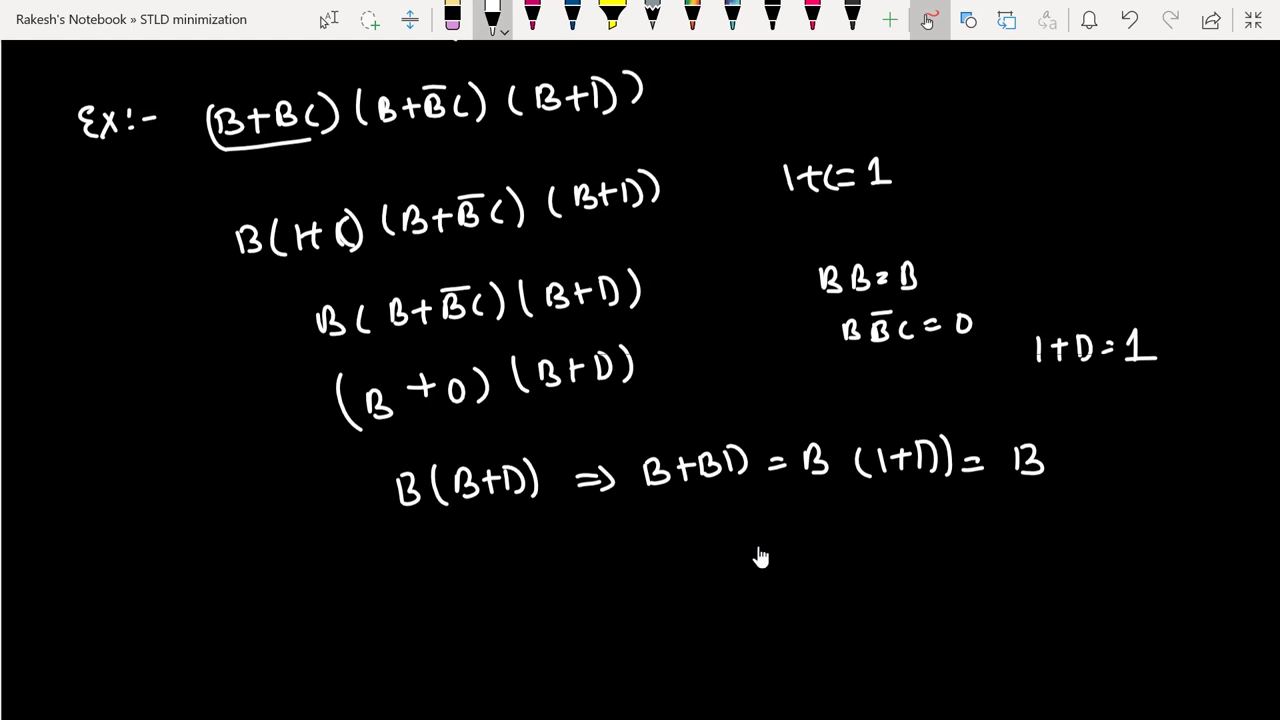 Rakesh's Notebook » STLD minimization
Ex:- (B+BC) (B+B̅C) (B+D)
B(1+C) (B+B̅C) (B+D)
1+C=1
B(B+B̅C) (B+D)
BB=B
BB̅C=0
(B+0) (B+D)
1+D=1
B(B+D) ⇒ B+BD = B (1+D) = B